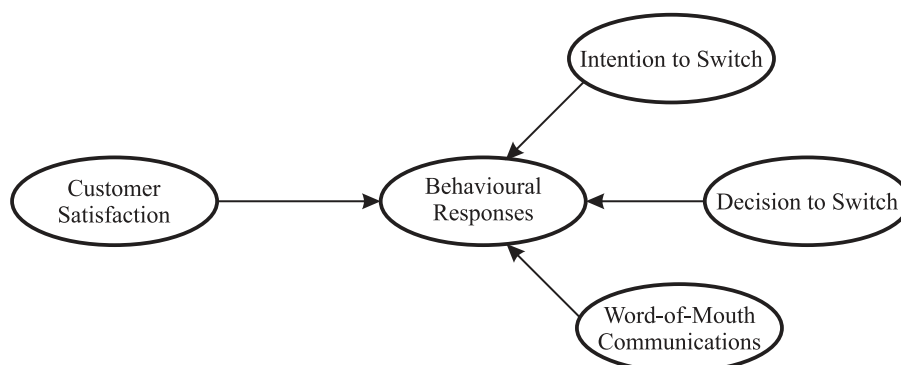 Intention to Switch
Customer
Satisfaction
Behavioural
Responses
Decision to Switch
Word-of-Mouth
Communications